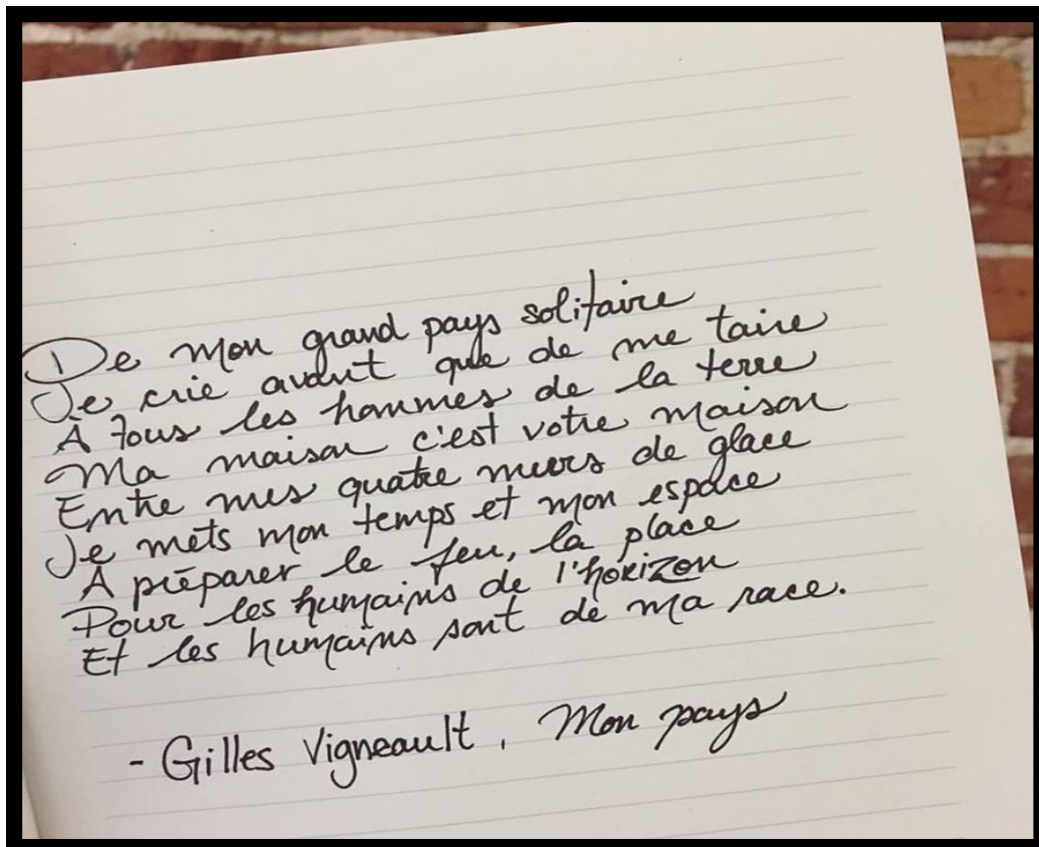 De mon grand pays solitaire
Je crie avant que de me taire
À tous les hommes de la terre
Ma maison c'est votre maison
Entre mes quatre murs de glace
Je mets mon temps et mon espace
À préparer le feu, la place
Pour les humains de l'horizon
Et les humains sont de ma race.
- Gilles Vigneault, Mon pays